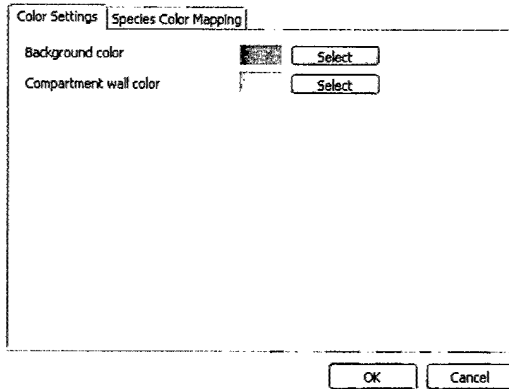 Color Settings Species Color Mapping
Background color Select
Compartment wall color Select
OK Cancel